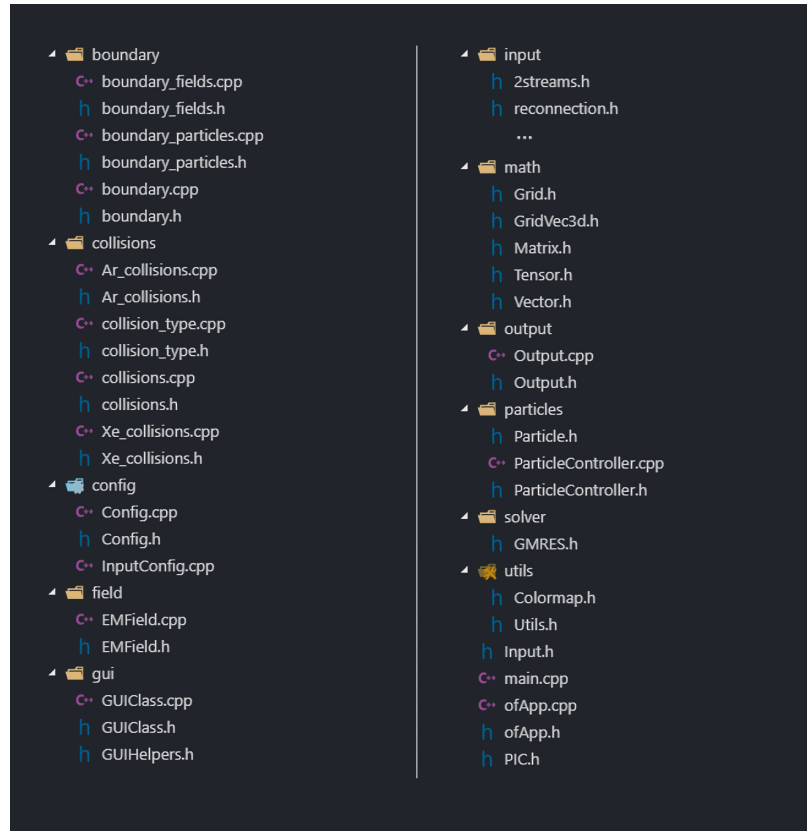 boundary
C++ boundary_fields.cpp
h boundary_fields.h
C++ boundary_particles.cpp
h boundary_particles.h
C++ boundary.cpp
h boundary.h
collisions
C++ Ar_collisions.cpp
h Ar_collisions.h
C++ collision_type.cpp
h collision_type.h
C++ collisions.cpp
h collisions.h
C++ Xe_collisions.cpp
h Xe_collisions.h
config
C++ Config.cpp
h Config.h
C++ InputConfig.cpp
field
C++ EMField.cpp
h EMField.h
gui
C++ GUIClass.cpp
h GUIClass.h
h GUIHelpers.h
input
h 2streams.h
h reconnection.h
...
math
h Grid.h
h GridVec3d.h
h Matrix.h
h Tensor.h
h Vector.h
output
C++ Output.cpp
h Output.h
particles
h Particle.h
C++ ParticleController.cpp
h ParticleController.h
solver
h GMRES.h
utils
h Colormap.h
h Utils.h
h Input.h
C++ main.cpp
C++ ofApp.cpp
h ofApp.h
h PIC.h